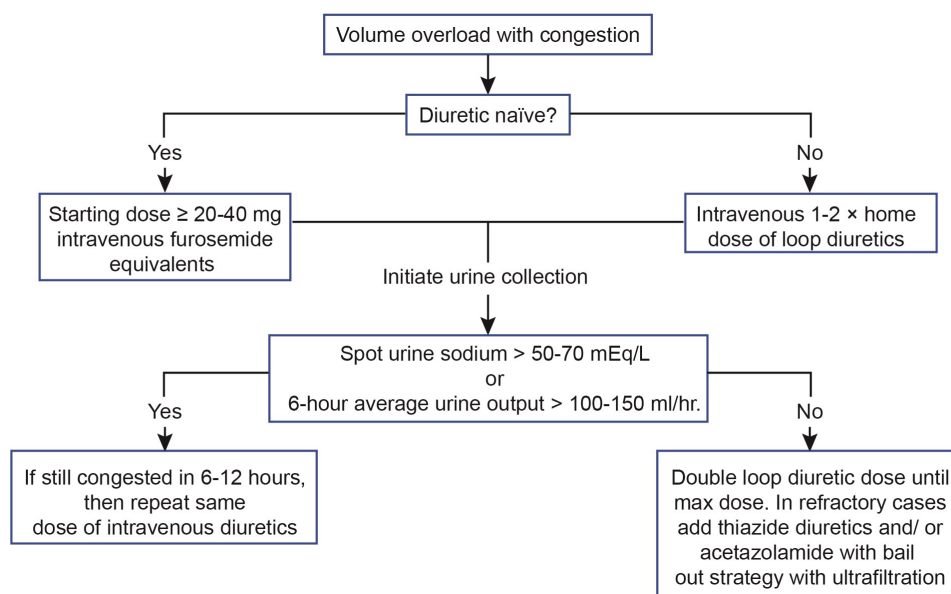 Volume overload with congestion
Diuretic naïve?
Yes
No
Starting dose ≥ 20-40 mg
intravenous furosemide
equivalents
Intravenous 1-2 × home
dose of loop diuretics
Initiate urine collection
Spot urine sodium > 50-70 mEq/L
or
6-hour average urine output > 100-150 ml/hr.
Yes
No
If still congested in 6-12 hours,
then repeat same
dose of intravenous diuretics
Double loop diuretic dose until
max dose. In refractory cases
add thiazide diuretics and/ or
acetazolamide with bail
out strategy with ultrafiltration